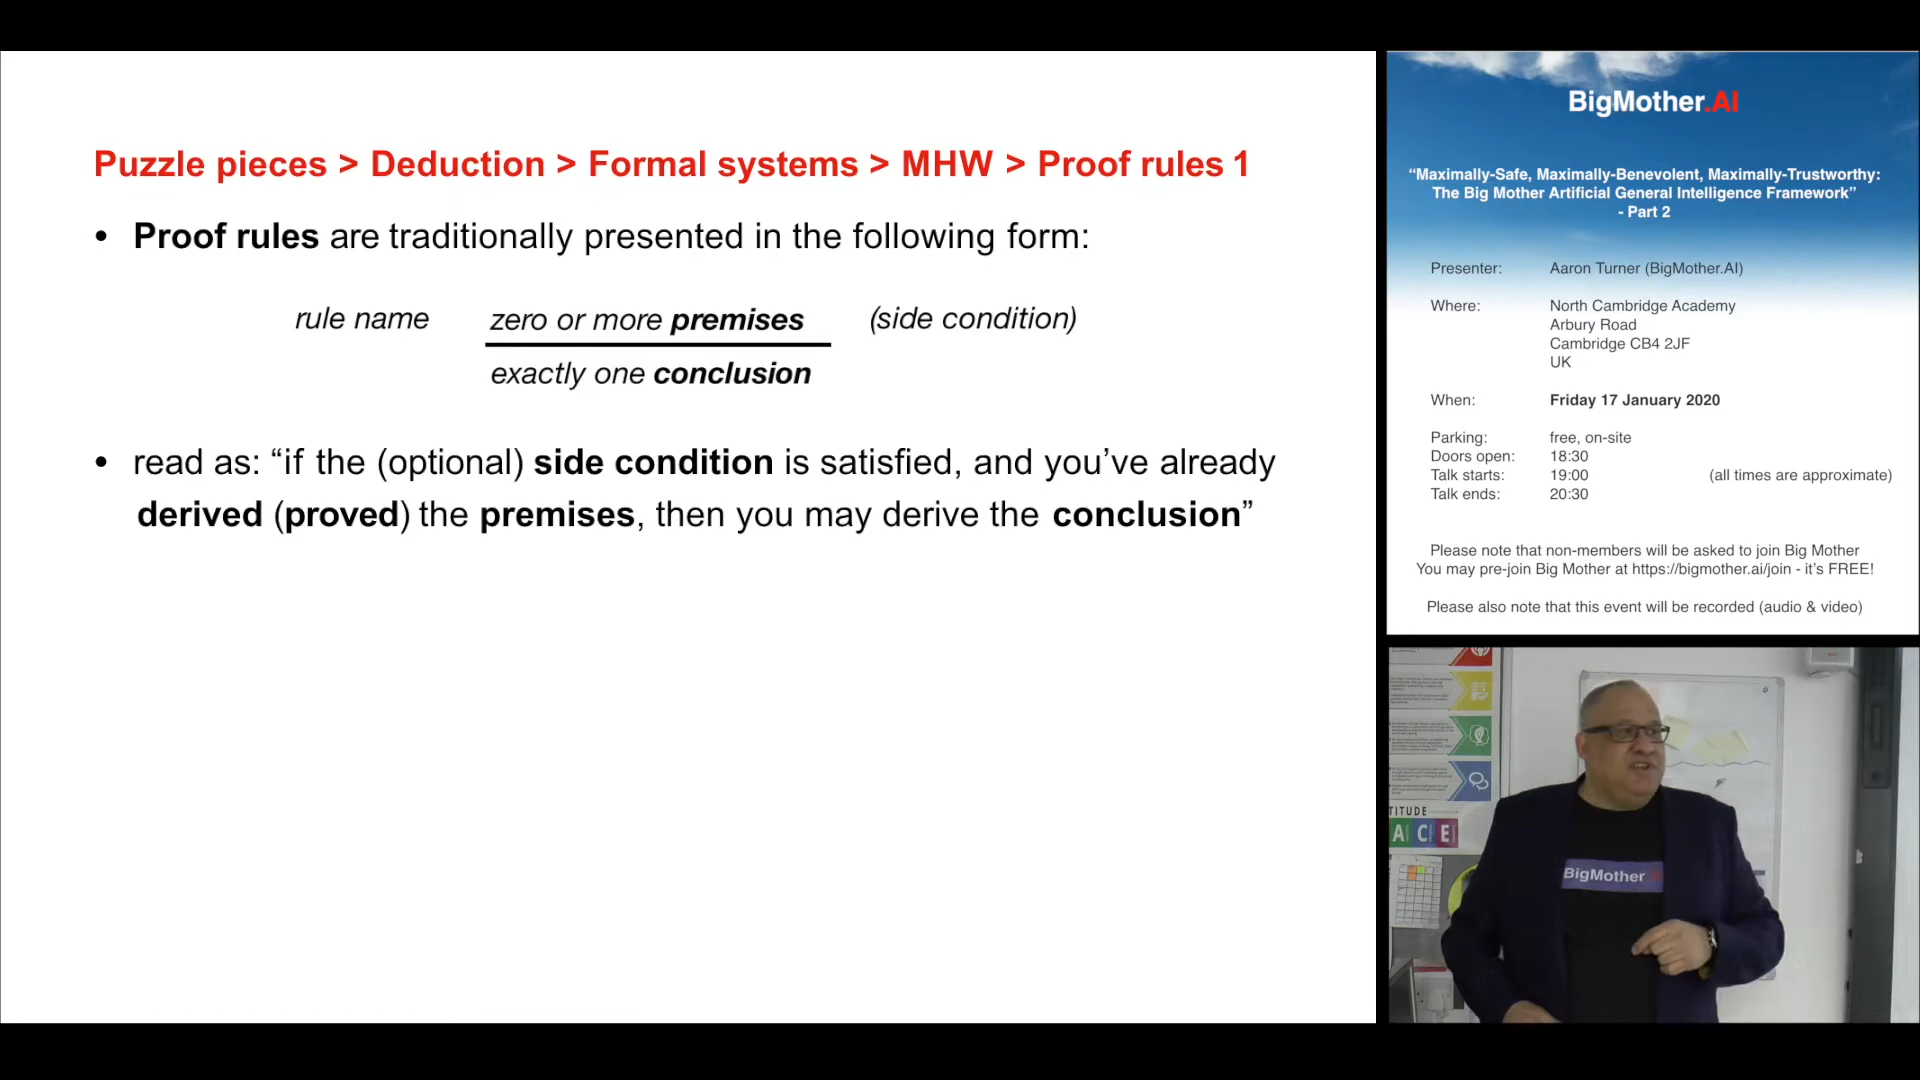 Puzzle pieces > Deduction > Formal systems > MHW > Proof rules 1
• Proof rules are traditionally presented in the following form:
rule name zero or more premises (side condition)
exactly one conclusion
• read as: “if the (optional) side condition is satisfied, and you’ve already
derived (proved) the premises, then you may derive the conclusion”
BigMother.AI
“Maximally-Safe, Maximally-Benevolent, Maximally-Trustworthy:
The Big Mother Artificial General Intelligence Framework”
- Part 2
Presenter: Aaron Turner (BigMother.AI)
Where: North Cambridge Academy
Arbury Road
Cambridge CB4 2JF
UK
When: Friday 17 January 2020
Parking: free, on-site
Doors open: 18:30
Talk starts: 19:00 (all times are approximate)
Talk ends: 20:30
Please note that non-members will be asked to join Big Mother
You may pre-join Big Mother at https://bigmother.ai/join - it’s FREE!
Please also note that this event will be recorded (audio & video)
TITUDE
ACE
BigMother